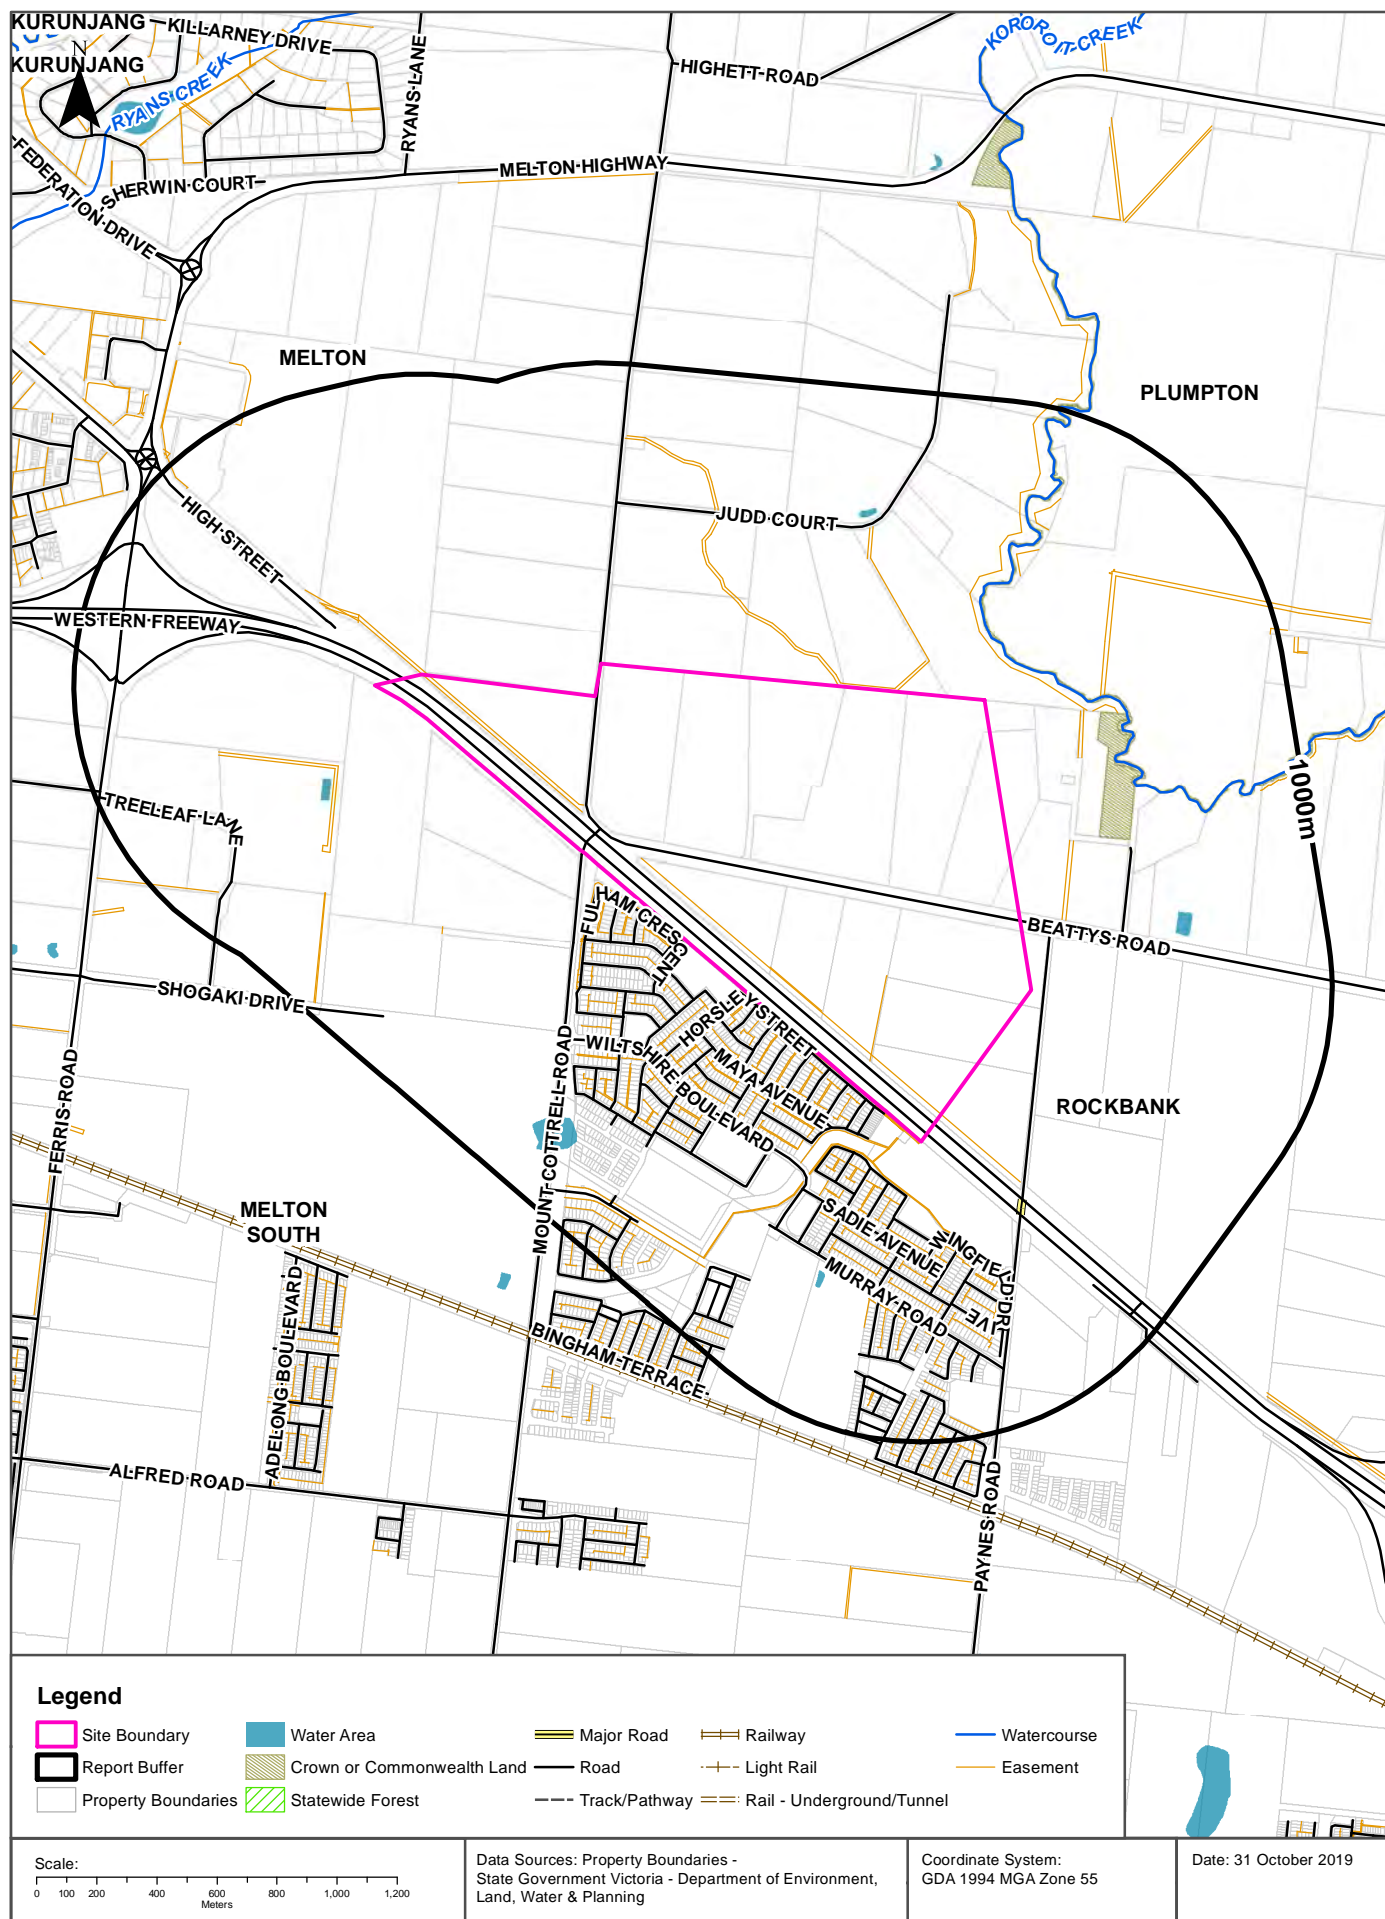 KURUNJANG
KILLARNEY DRIVE
N
KURUNJANG
RYANS CREEK
RYANS LANE
HIGHETT ROAD
KOROROIT CREEK
FEDERATION DRIVE
SHERWIN COURT
MELTON HIGHWAY
MELTON
PLUMPTON
HIGH STREET
JUDD COURT
WESTERN FREEWAY
1000m
TREELEAF LANE
FULHAM CRESCENT
BEATTYS ROAD
SHOGAKI DRIVE
HORSLEY STREET
WILTSHIRE BOULEVARD
MAYA AVENUE
FERRIS ROAD
MOUNT COTTRELL ROAD
ROCKBANK
MELTON
SOUTH
SADIE AVENUE
WINGFIELD DRIVE
MURRAY ROAD
ADELONG BOULEVARD
BINGHAM TERRACE
ALFRED ROAD
PAYNES ROAD
Legend
Site Boundary
Water Area
Major Road
Railway
Watercourse
Report Buffer
Crown or Commonwealth Land
Road
Light Rail
Easement
Property Boundaries
Statewide Forest
Track/Pathway
Rail - Underground/Tunnel
Scale:
0 100 200 400 600 800 1,000 1,200
Meters
Data Sources: Property Boundaries -
State Government Victoria - Department of Environment,
Land, Water & Planning
Coordinate System:
GDA 1994 MGA Zone 55
Date: 31 October 2019